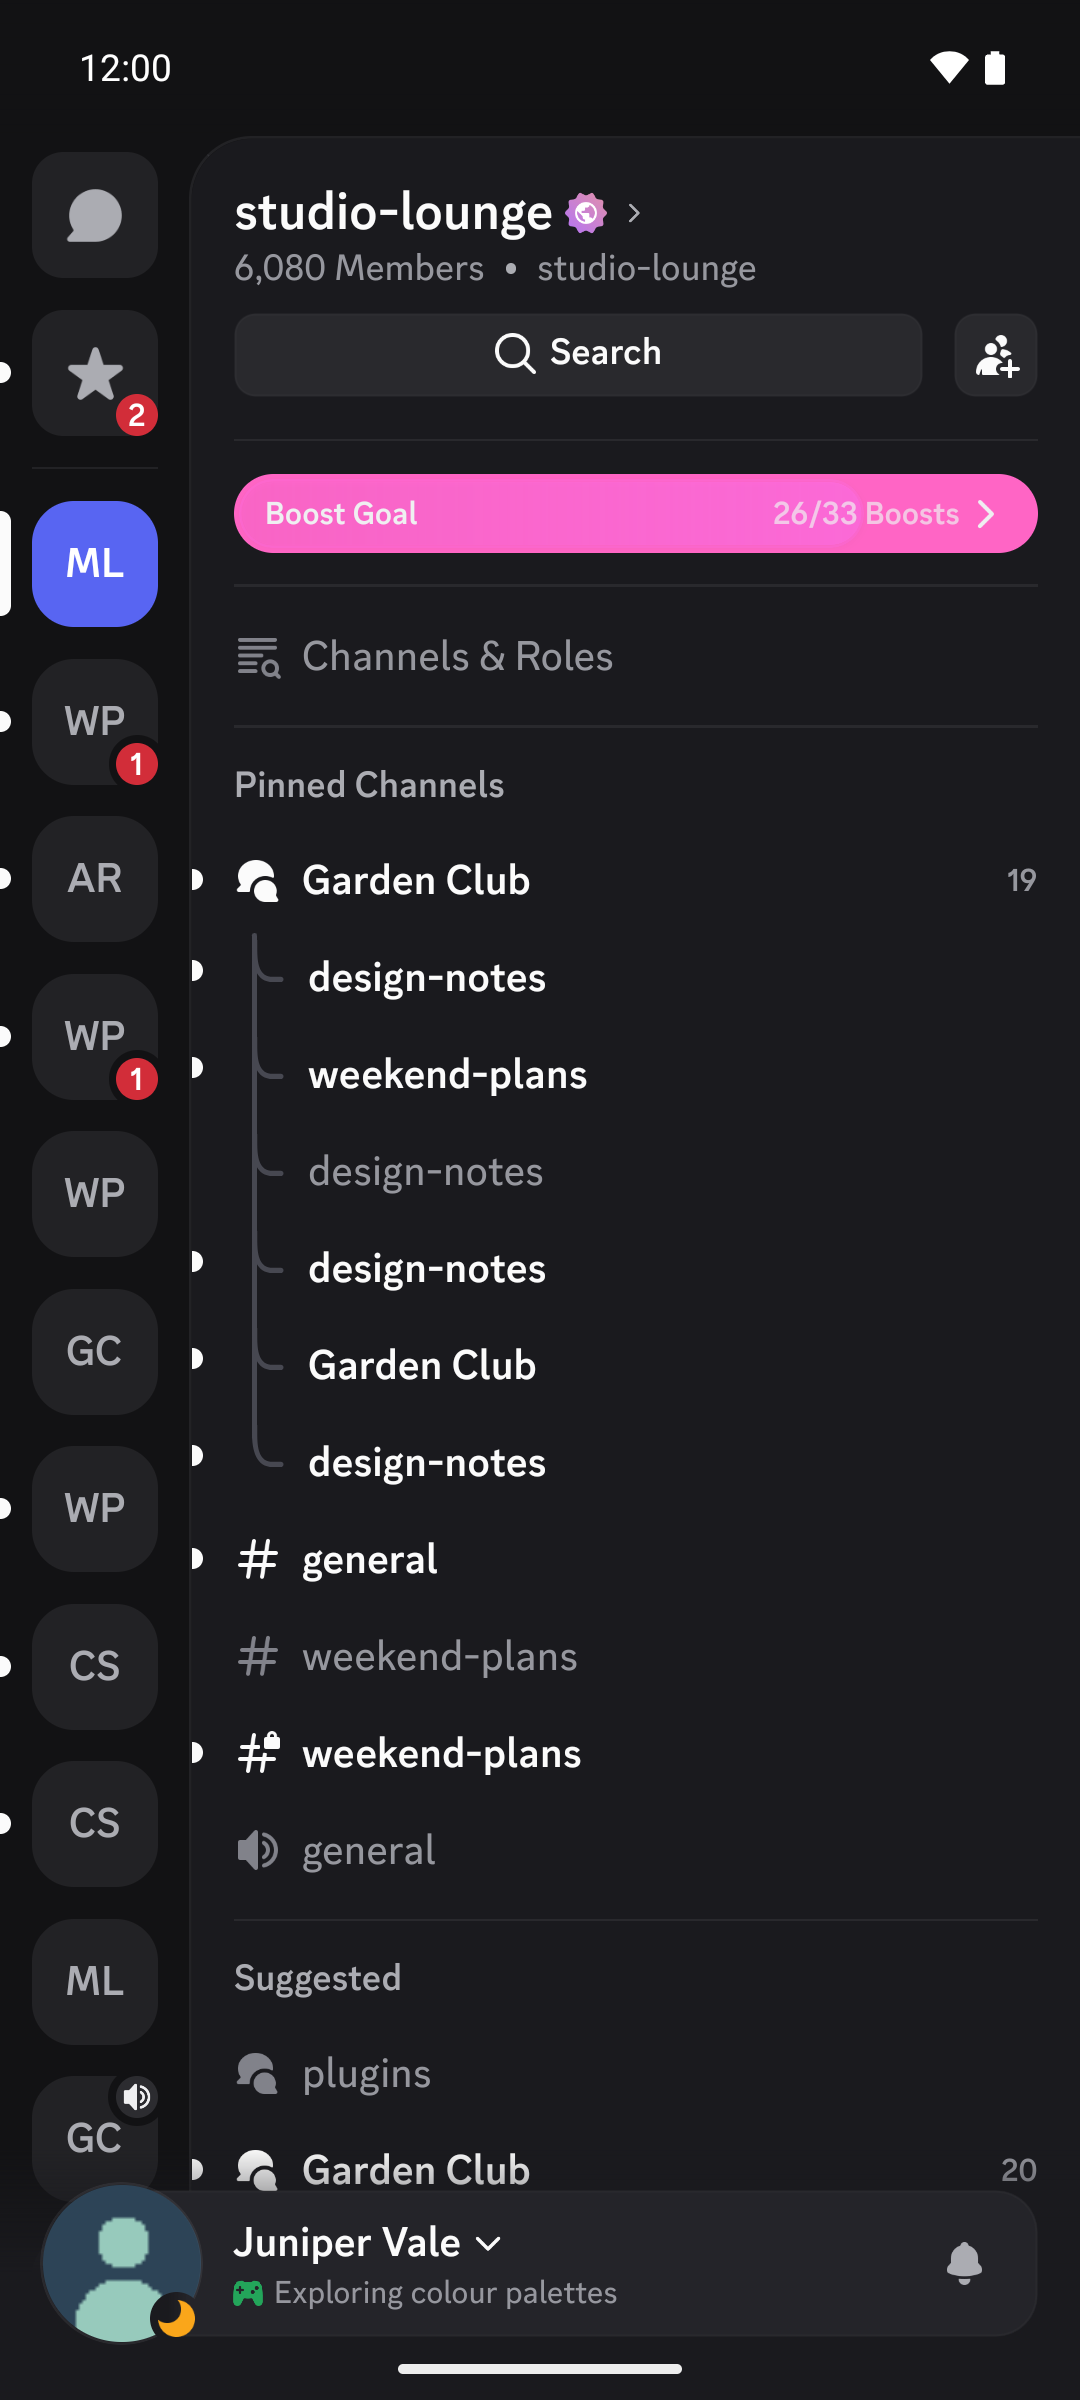 12:00
studio-lounge
6,080 Members • studio-lounge
Search
2
Boost Goal 26/33 Boosts
ML
Channels & Roles
WP
1
Pinned Channels
AR
Garden Club 19
design-notes
WP
1
weekend-plans
design-notes
WP
design-notes
GC
Garden Club
design-notes
WP
general
CS
weekend-plans
weekend-plans
CS
general
ML
Suggested
plugins
GC
Garden Club 20
Juniper Vale
Exploring colour palettes